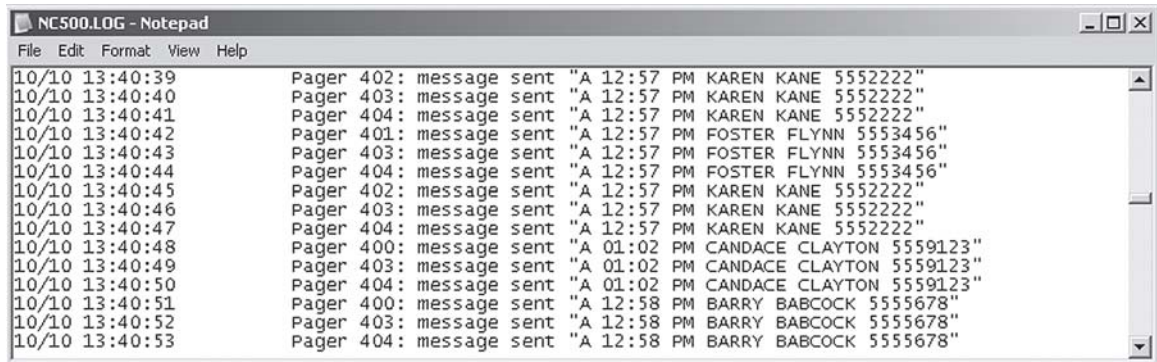 NC500.LOG - Notepad
File Edit Format View Help
10/10 13:40:39 Pager 402: message sent "A 12:57 PM KAREN KANE 5552222"
10/10 13:40:40 Pager 403: message sent "A 12:57 PM KAREN KANE 5552222"
10/10 13:40:41 Pager 404: message sent "A 12:57 PM KAREN KANE 5552222"
10/10 13:40:42 Pager 401: message sent "A 12:57 PM FOSTER FLYNN 5553456"
10/10 13:40:43 Pager 403: message sent "A 12:57 PM FOSTER FLYNN 5553456"
10/10 13:40:44 Pager 404: message sent "A 12:57 PM FOSTER FLYNN 5553456"
10/10 13:40:45 Pager 402: message sent "A 12:57 PM KAREN KANE 5552222"
10/10 13:40:46 Pager 403: message sent "A 12:57 PM KAREN KANE 5552222"
10/10 13:40:47 Pager 404: message sent "A 12:57 PM KAREN KANE 5552222"
10/10 13:40:48 Pager 400: message sent "A 01:02 PM CANDACE CLAYTON 5559123"
10/10 13:40:49 Pager 403: message sent "A 01:02 PM CANDACE CLAYTON 5559123"
10/10 13:40:50 Pager 404: message sent "A 01:02 PM CANDACE CLAYTON 5559123"
10/10 13:40:51 Pager 400: message sent "A 12:58 PM BARRY BABCOCK 5555678"
10/10 13:40:52 Pager 403: message sent "A 12:58 PM BARRY BABCOCK 5555678"
10/10 13:40:53 Pager 404: message sent "A 12:58 PM BARRY BABCOCK 5555678"